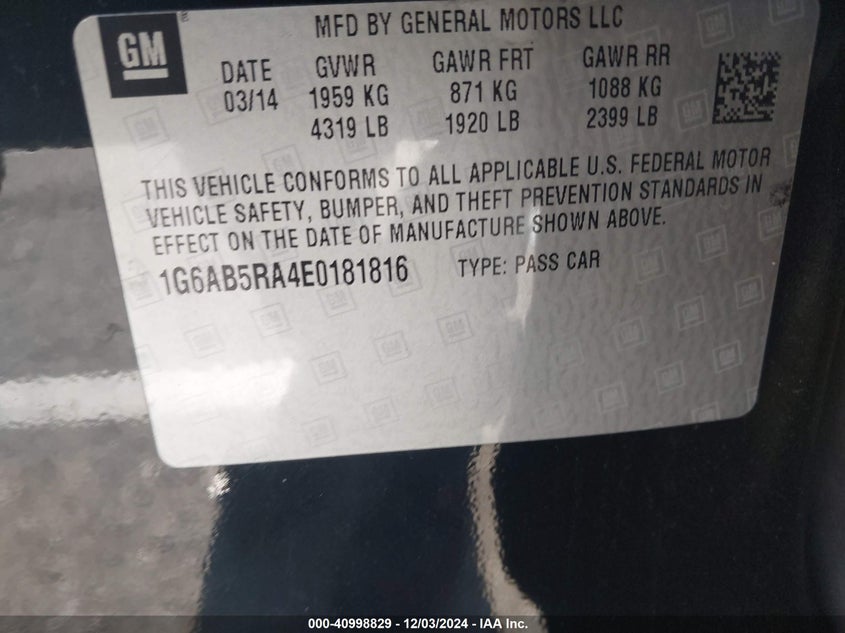 GM
MFD BY GENERAL MOTORS LLC
DATE GVWR GAWR FRT GAWR RR
03/14 1959 KG 871 KG 1088 KG
4319 LB 1920 LB 2399 LB
THIS VEHICLE CONFORMS TO ALL APPLICABLE U.S. FEDERAL MOTOR
VEHICLE SAFETY, BUMPER, AND THEFT PREVENTION STANDARDS IN
EFFECT ON THE DATE OF MANUFACTURE SHOWN ABOVE.
1G6AB5RA4E0181816 TYPE: PASS CAR
000-40998829 - 12/03/2024 - IAA Inc.